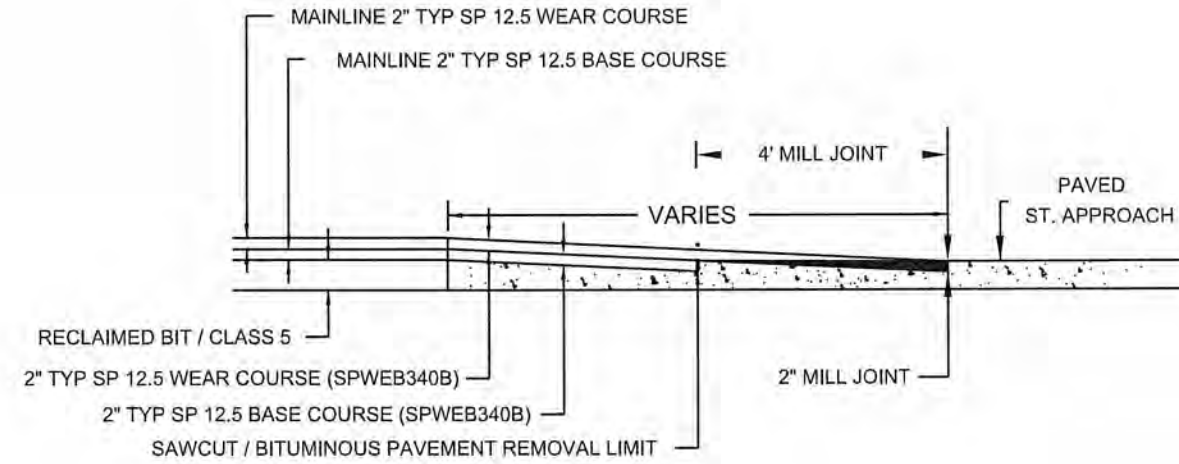 MAINLINE 2" TYP SP 12.5 WEAR COURSE
MAINLINE 2" TYP SP 12.5 BASE COURSE
4' MILL JOINT
PAVED
ST. APPROACH
VARIES
RECLAIMED BIT / CLASS 5
2" TYP SP 12.5 WEAR COURSE (SPWEB340B)
2" MILL JOINT
2" TYP SP 12.5 BASE COURSE (SPWEB340B)
SAWCUT / BITUMINOUS PAVEMENT REMOVAL LIMIT